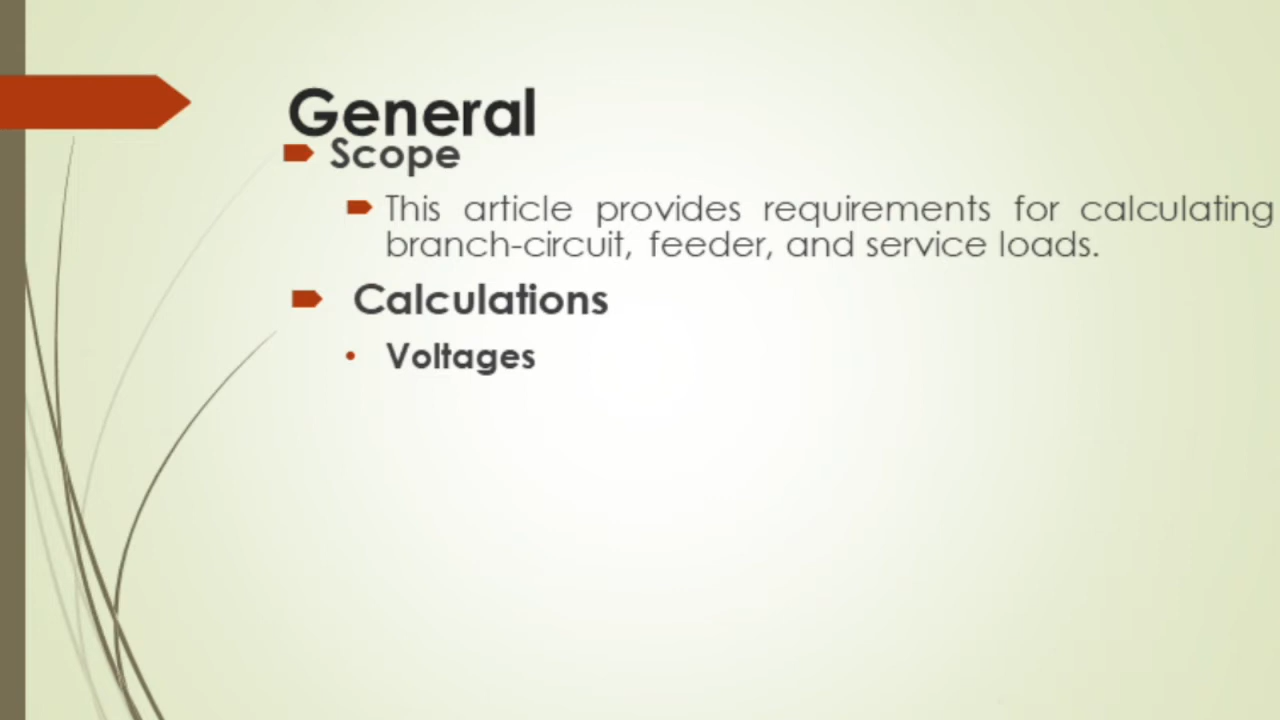 General
Scope
This article provides requirements for calculating
branch-circuit, feeder, and service loads.
Calculations
Voltages